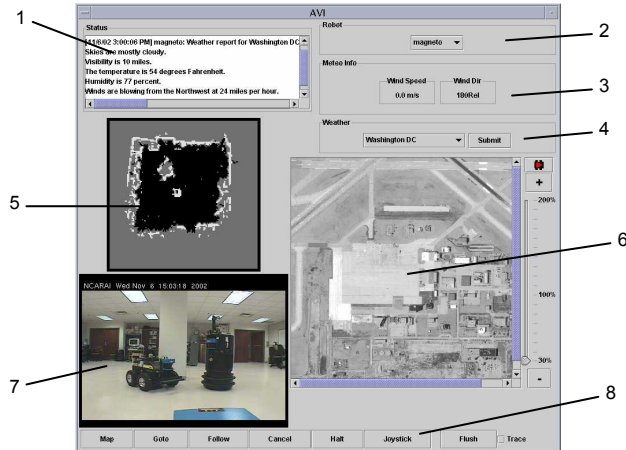 AVI
1
Status
[11/6/02 3:00:06 PM] magneto: Weather report for Washington DC
Skies are mostly cloudy.
Visibility is 10 miles.
The temperature is 54 degrees Fahrenheit.
Humidity is 77 percent.
Winds are blowing from the Northwest at 24 miles per hour.
Robot
magneto
2
Meteo Info
Wind Speed
0.0 m/s
Wind Dir
180Rel
3
Weather
Washington DC
Submit
4
5
+
200%
100%
30%
-
6
NCARAI Wed Nov 6 15:03:18 2002
7
8
Map
Goto
Follow
Cancel
Halt
Joystick
Flush
Trace